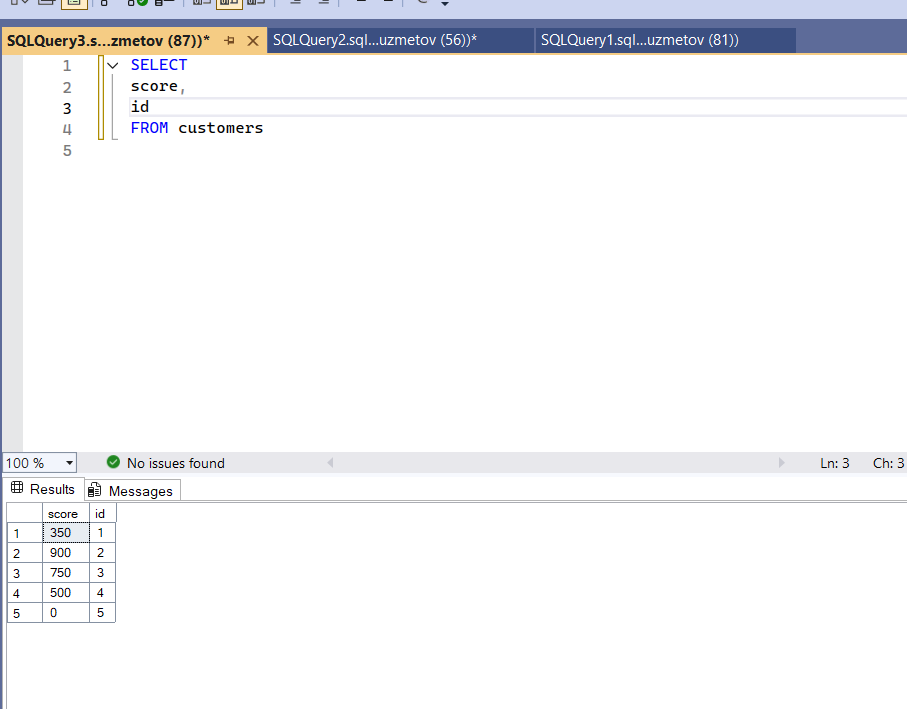 SQLQuery3.s...zmetov (87))* SQLQuery2.sql...uzmetov (56))* SQLQuery1.sql...uzmetov (81))
1 SELECT
2 score,
3 id
4 FROM customers
5
100 % No issues found Ln: 3 Ch: 3
Results Messages
score id
1 350 1
2 900 2
3 750 3
4 500 4
5 0 5